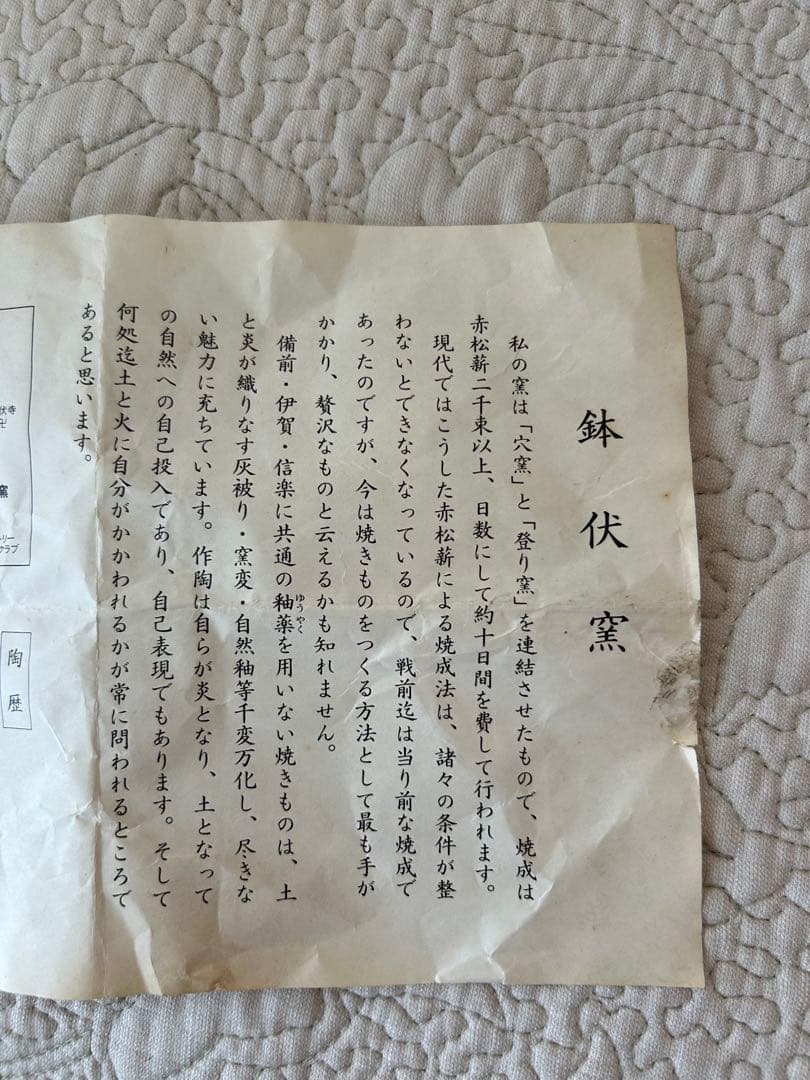 鉢伏窯
私の窯は「穴窯」と「登り窯」を連結させたもので、焼成は
赤松薪二千束以上、日数にして約十日間を費して行われます。
現代ではこうした赤松薪による焼成法は、諸々の条件が整
わないとできなくなっているので、戦前迄は当り前な焼成で
あったのですが、今は焼きものをつくる方法として最も手が
かかり、贅沢なものと云えるかも知れません。
備前・伊賀・信楽に共通の釉薬を用いない焼きものは、土
ゆうやく
と炎が織りなす灰被り・窯変・自然釉等千変万化し、尽きな
い魅力に充ちています。作陶は自らが炎となり、土となって
の自然への自己投入であり、自己表現でもあります。そして
何処迄土と火に自分がかかわれるかが常に問われるところで
あると思います。
伏寺
卍
窯
リー
クラブ
陶歴